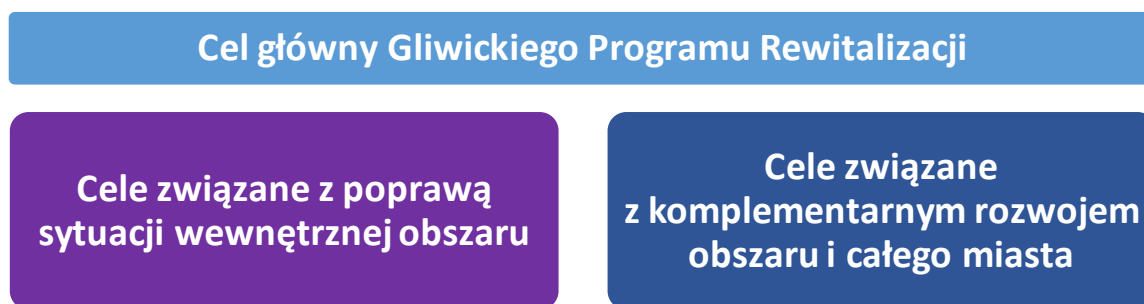 Cel główny Gliwickiego Programu Rewitalizacji
Cele związane z poprawą
sytuacji wewnętrznej obszaru
Cele związane
z komplementarnym rozwojem
obszaru i całego miasta